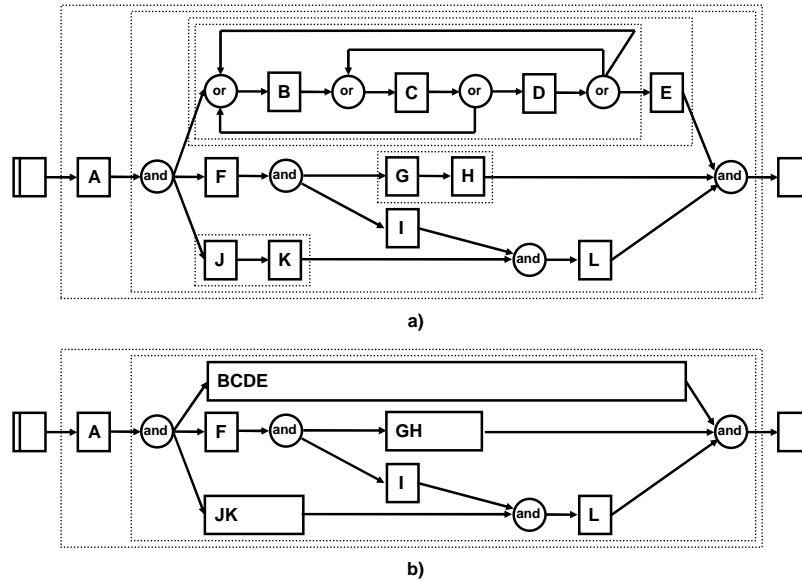 or B or C or D or E
A and F and G H and
I
J K and L
a)
BCDE
A and F and GH and
I
JK and L
b)